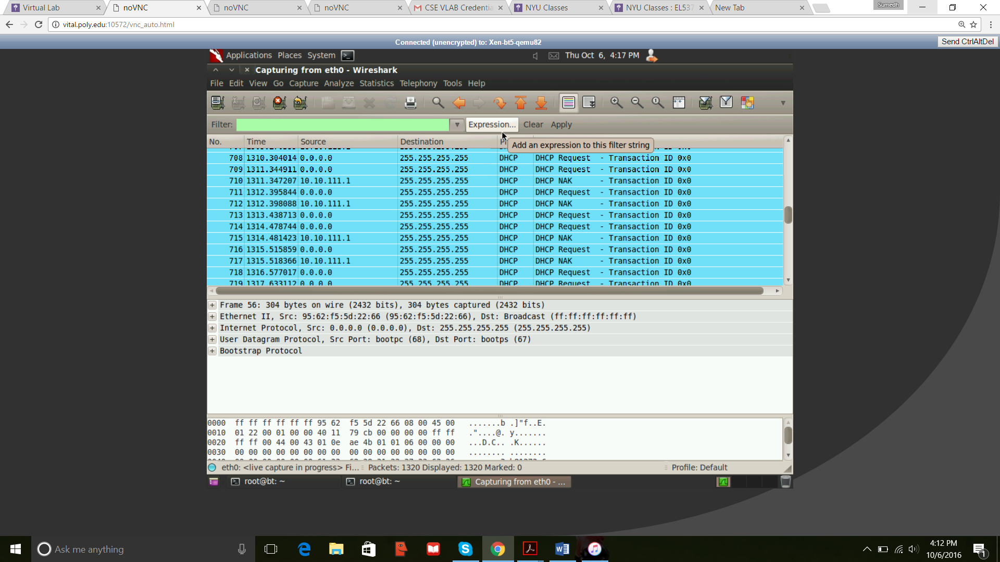 Virtual Lab
noVNC
noVNC
noVNC
CSE VLAB Credentia
NYU Classes
NYU Classes : EL537
New Tab
Sumedh
vital.poly.edu:10572/vnc_auto.html
Connected (unencrypted) to: Xen-bt5-qemu82
Send CtrlAltDel
Applications Places System
Thu Oct 6, 4:17 PM
Capturing from eth0 - Wireshark
File Edit View Go Capture Analyze Statistics Telephony Tools Help
Filter: Expression... Clear Apply
No. Time Source Destination
Add an expression to this filter string
708 1310.304014 0.0.0.0 255.255.255.255 DHCP DHCP Request - Transaction ID 0x0
709 1311.344911 0.0.0.0 255.255.255.255 DHCP DHCP Request - Transaction ID 0x0
710 1311.347207 10.10.111.1 255.255.255.255 DHCP DHCP NAK - Transaction ID 0x0
711 1312.395844 0.0.0.0 255.255.255.255 DHCP DHCP Request - Transaction ID 0x0
712 1312.398088 10.10.111.1 255.255.255.255 DHCP DHCP NAK - Transaction ID 0x0
713 1313.438713 0.0.0.0 255.255.255.255 DHCP DHCP Request - Transaction ID 0x0
714 1314.478744 0.0.0.0 255.255.255.255 DHCP DHCP Request - Transaction ID 0x0
715 1314.481423 10.10.111.1 255.255.255.255 DHCP DHCP NAK - Transaction ID 0x0
716 1315.515859 0.0.0.0 255.255.255.255 DHCP DHCP Request - Transaction ID 0x0
717 1315.518366 10.10.111.1 255.255.255.255 DHCP DHCP NAK - Transaction ID 0x0
718 1316.577017 0.0.0.0 255.255.255.255 DHCP DHCP Request - Transaction ID 0x0
719 1317.633112 0.0.0.0 255.255.255.255 DHCP DHCP Request - Transaction ID 0x0
Frame 56: 304 bytes on wire (2432 bits), 304 bytes captured (2432 bits)
Ethernet II, Src: 95:62:f5:5d:22:66 (95:62:f5:5d:22:66), Dst: Broadcast (ff:ff:ff:ff:ff:ff)
Internet Protocol, Src: 0.0.0.0 (0.0.0.0), Dst: 255.255.255.255 (255.255.255.255)
User Datagram Protocol, Src Port: bootpc (68), Dst Port: bootps (67)
Bootstrap Protocol
0000 ff ff ff ff ff ff 95 62 f5 5d 22 66 08 00 45 00 .......b .]"f..E.
0010 01 22 00 01 00 00 40 11 79 cb 00 00 00 00 ff ff ."....@. y.......
0020 ff ff 00 44 00 43 01 0e ae 4b 01 01 06 00 00 00 ...D.C.. .K......
0030 00 00 00 00 00 00 00 00 00 00 00 00 00 00 00 00 ........ ........
eth0: <live capture in progress> Fi... Packets: 1320 Displayed: 1320 Marked: 0 Profile: Default
root@bt: ~
root@bt: ~
Capturing from eth0 - ...
Ask me anything
4:12 PM
10/6/2016
1